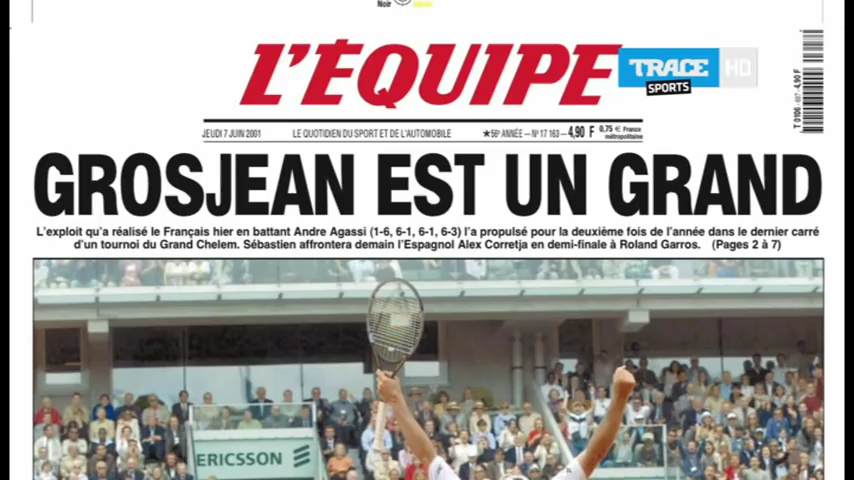 Noir
L'ÉQUIPE
TRACE HD
SPORTS
T 0106 - 607 - 4,90 F
JEUDI 7 JUIN 2001 LE QUOTIDIEN DU SPORT ET DE L'AUTOMOBILE ★56e ANNÉE – N° 17 163 – 4,90 F 0,75 € France métropolitaine
GROSJEAN EST UN GRAND
L'exploit qu'a réalisé le Français hier en battant Andre Agassi (1-6, 6-1, 6-1, 6-3) l'a propulsé pour la deuxième fois de l'année dans le dernier carré
d'un tournoi du Grand Chelem. Sébastien affrontera demain l'Espagnol Alex Corretja en demi-finale à Roland Garros. (Pages 2 à 7)
ERICSSON